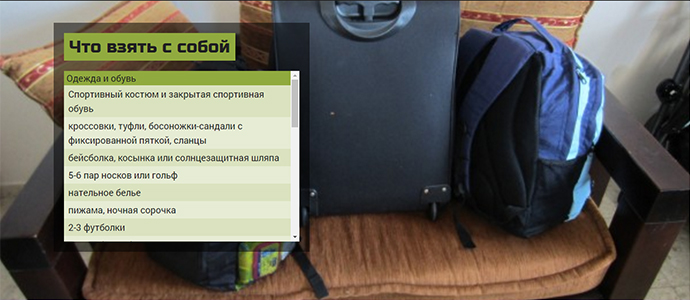 Что взять с собой
Одежда и обувь
Спортивный костюм и закрытая спортивная
обувь
кроссовки, туфли, босоножки-сандали с
фиксированной пяткой, сланцы
бейсболка, косынка или солнцезащитная шляпа
5-6 пар носков или гольф
нательное белье
пижама, ночная сорочка
2-3 футболки